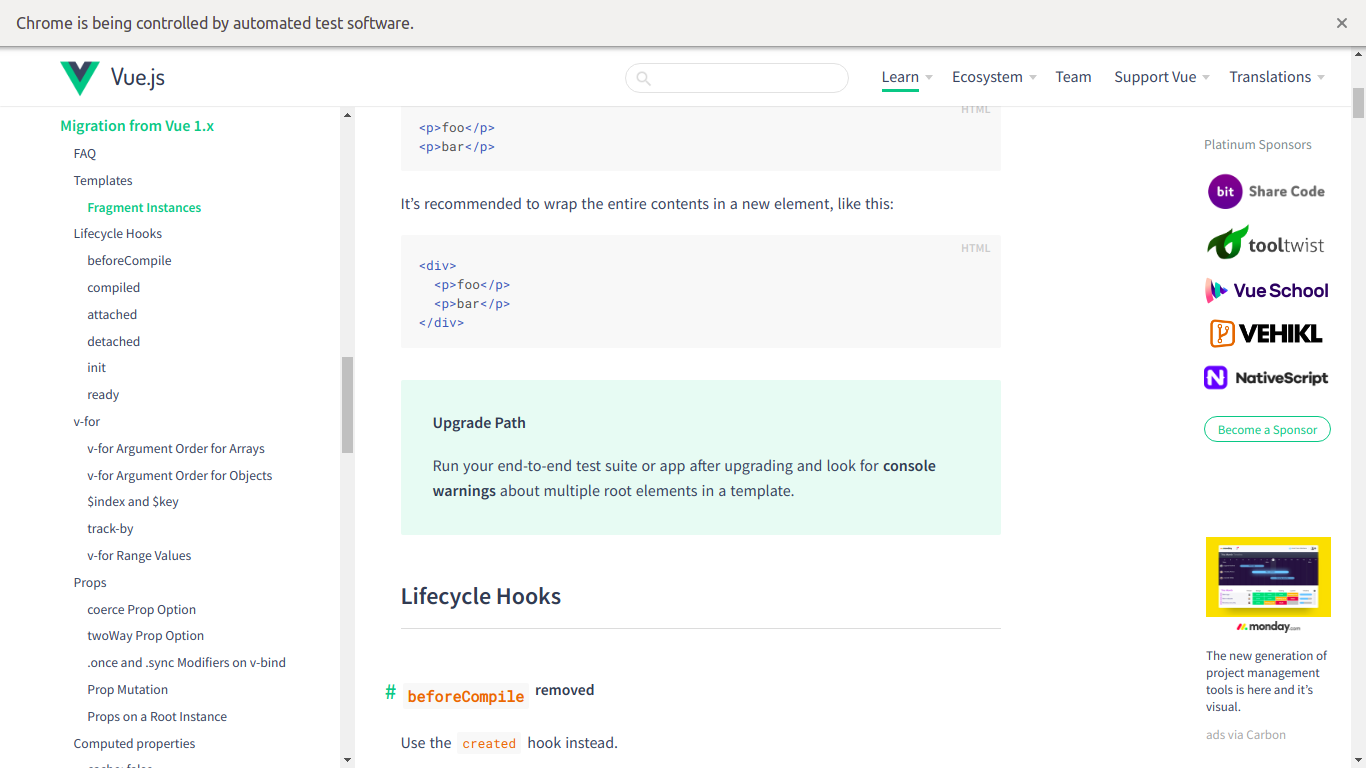 Chrome is being controlled by automated test software.
Vue.js
Learn
Ecosystem
Team
Support Vue
Translations
Migration from Vue 1.x
FAQ
Templates
Fragment Instances
Lifecycle Hooks
beforeCompile
compiled
attached
detached
init
ready
v-for
v-for Argument Order for Arrays
v-for Argument Order for Objects
$index and $key
track-by
v-for Range Values
Props
coerce Prop Option
twoWay Prop Option
.once and .sync Modifiers on v-bind
Prop Mutation
Props on a Root Instance
Computed properties
cache: false
HTML
<p>foo</p>
<p>bar</p>
It’s recommended to wrap the entire contents in a new element, like this:
HTML
<div>
  <p>foo</p>
  <p>bar</p>
</div>
Upgrade Path
Run your end-to-end test suite or app after upgrading and look for console
warnings about multiple root elements in a template.
Lifecycle Hooks
# beforeCompile removed
Use the created hook instead.
Platinum Sponsors
bit Share Code
tooltwist
Vue School
VEHIKL
NativeScript
Become a Sponsor
monday.com
The new generation of
project management
tools is here and it’s
visual.
ads via Carbon